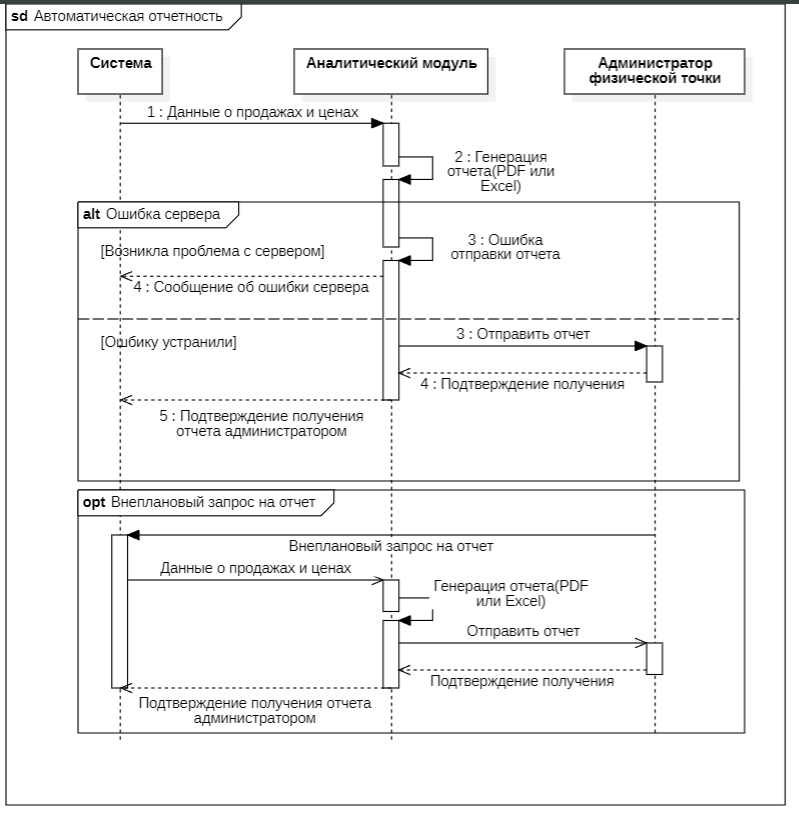 sd Автоматическая отчетность
Система
Аналитический модуль
Администратор
физической точки
1 : Данные о продажах и ценах
2 : Генерация
отчета(PDF или
Excel)
alt Ошибка сервера
[Возникла проблема с сервером]
3 : Ошибка
отправки отчета
4 : Сообщение об ошибки сервера
[Ошбику устранили]
3 : Отправить отчет
4 : Подтверждение получения
5 : Подтверждение получения
отчета администратором
opt Внеплановый запрос на отчет
Внеплановый запрос на отчет
Данные о продажах и ценах
Генерация отчета(PDF
или Excel)
Отправить отчет
Подтверждение получения
Подтверждение получения отчета
администратором